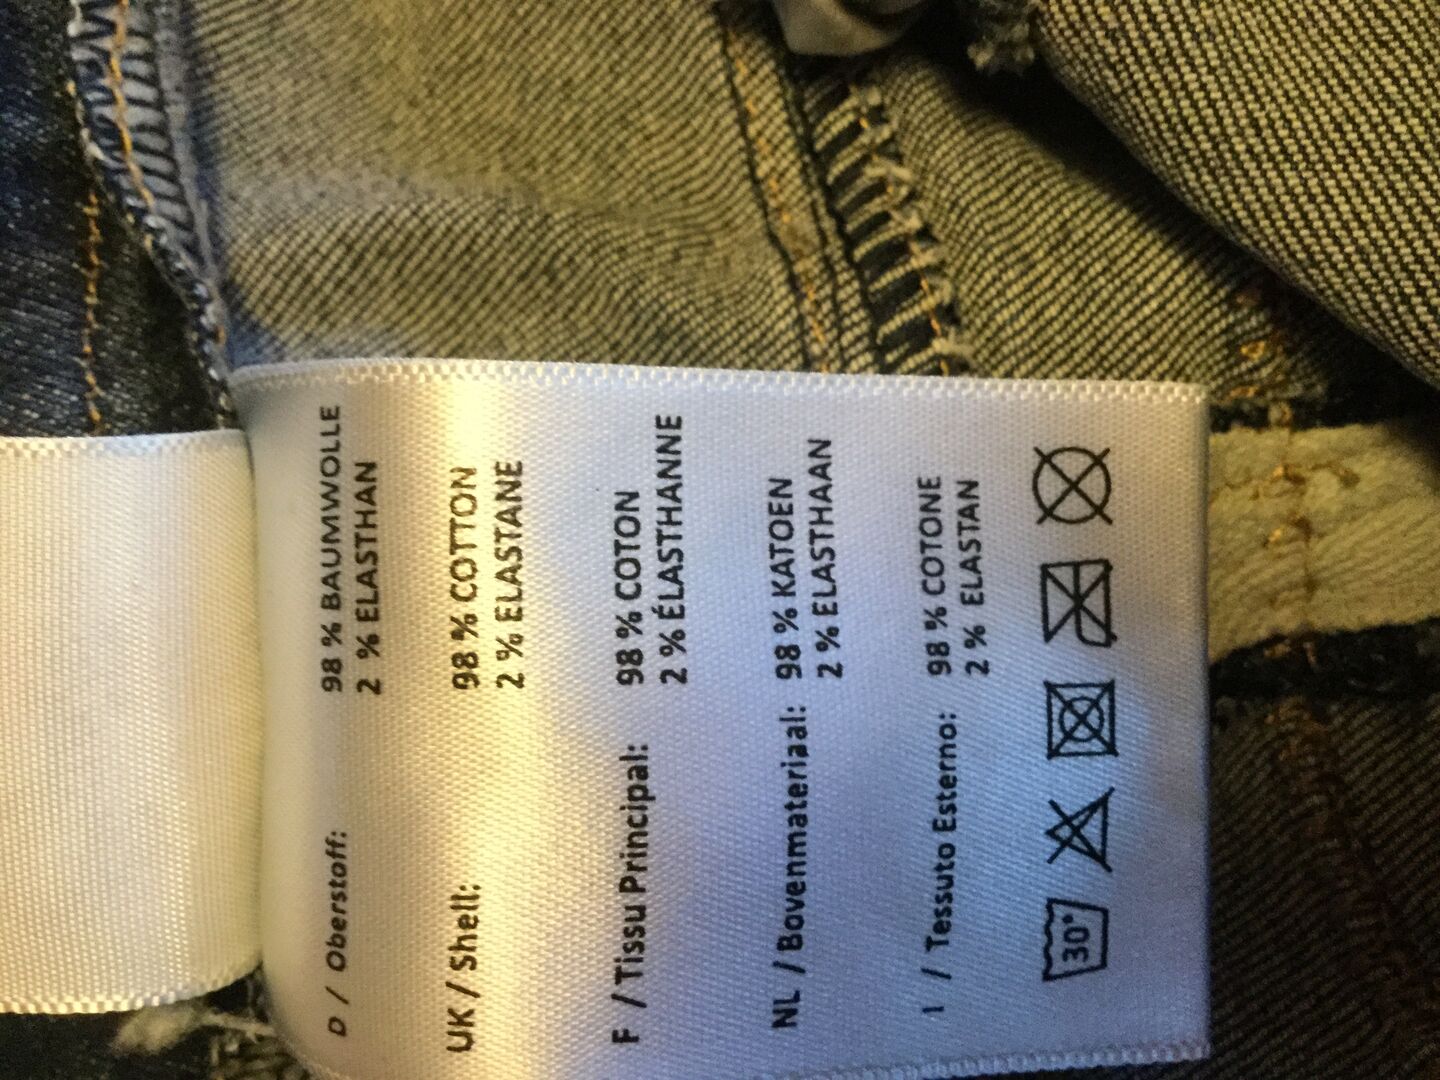 D / Oberstoff: 98 % BAUMWOLLE
2 % ELASTHAN
UK / Shell: 98 % COTTON
2 % ELASTANE
F / Tissu Principal: 98 % COTON
2 % ÉLASTHANNE
NL / Bovenmateriaal: 98 % KATOEN
2 % ELASTHAAN
I / Tessuto Esterno: 98 % COTONE
2 % ELASTAN
30°